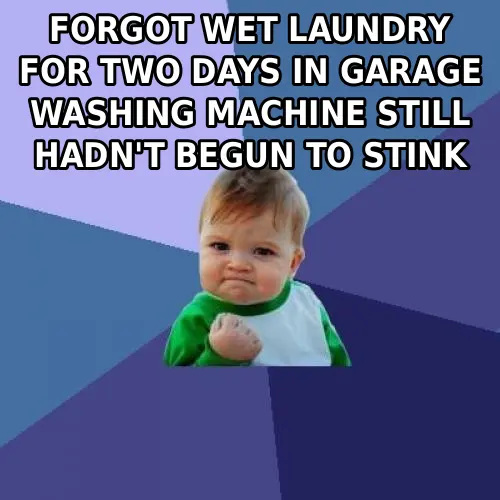 FORGOT WET LAUNDRY
FOR TWO DAYS IN GARAGE
WASHING MACHINE STILL
HADN'T BEGUN TO STINK